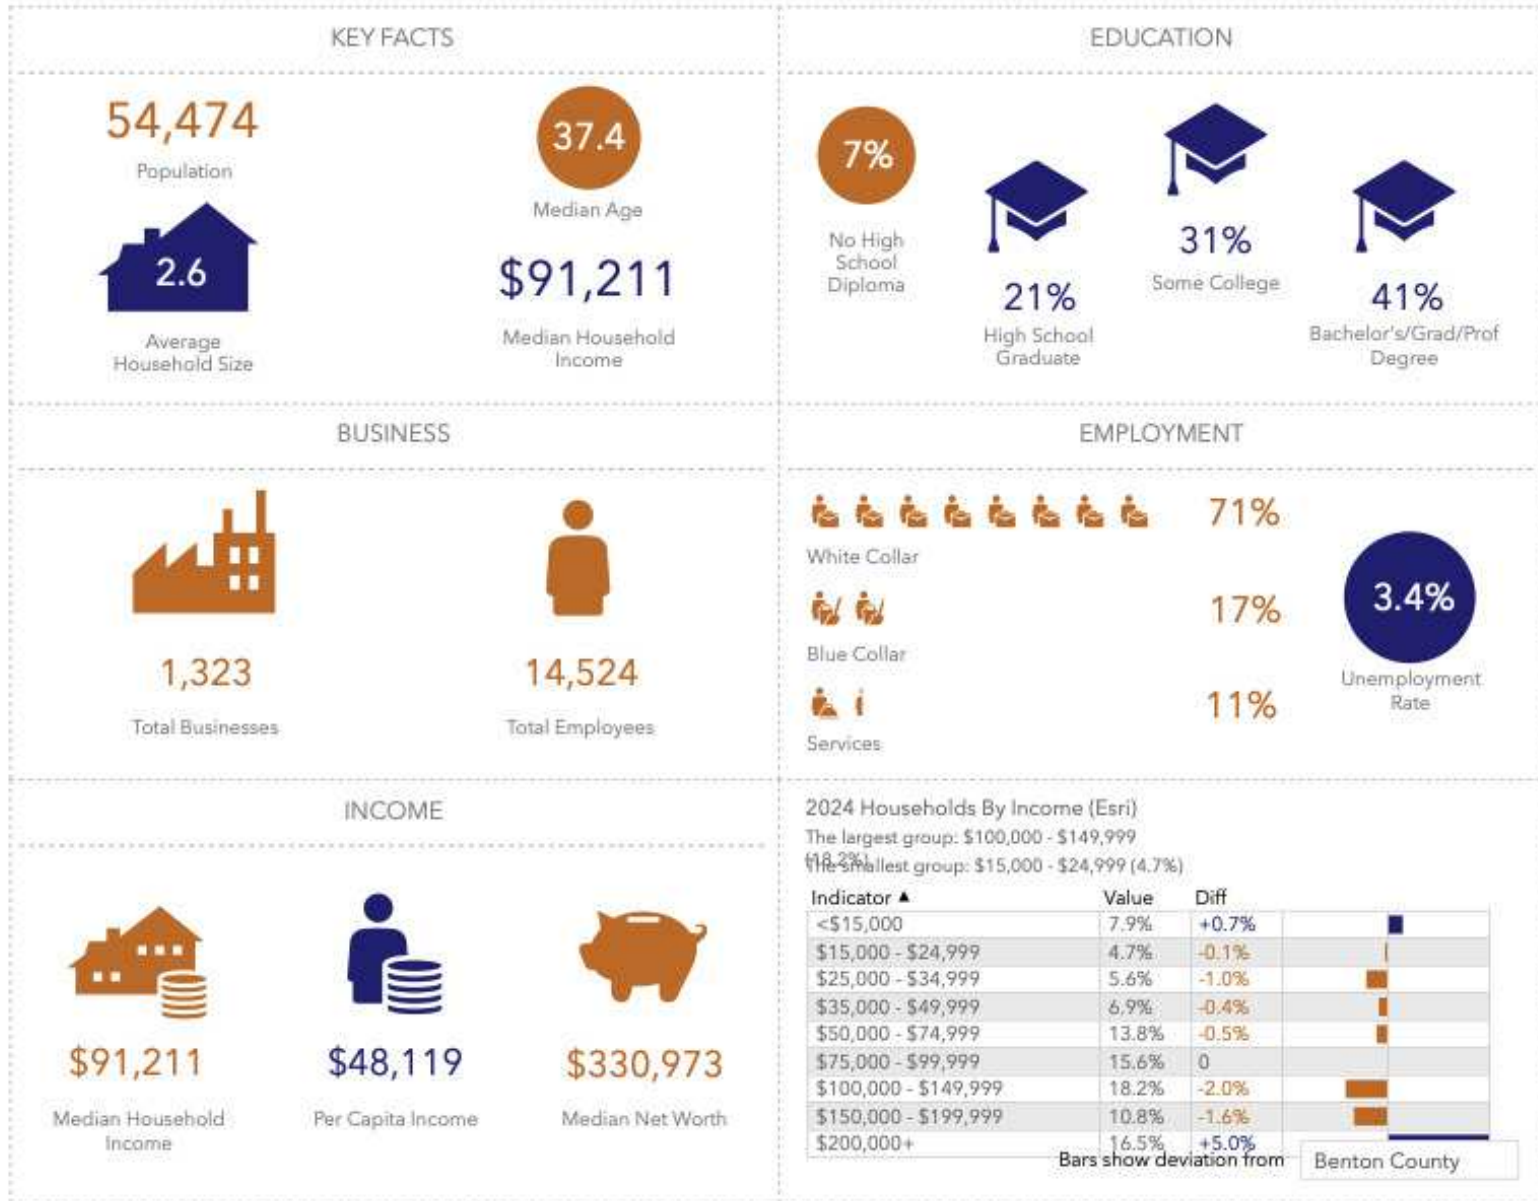 KEY FACTS
54,474
Population
37.4
Median Age
2.6
Average
Household Size
$91,211
Median Household
Income
EDUCATION
7%
No High
School
Diploma
21%
High School
Graduate
31%
Some College
41%
Bachelor's/Grad/Prof
Degree
BUSINESS
1,323
Total Businesses
14,524
Total Employees
EMPLOYMENT
71%
White Collar
17%
Blue Collar
11%
Services
3.4%
Unemployment
Rate
INCOME
$91,211
Median Household
Income
$48,119
Per Capita Income
$330,973
Median Net Worth
2024 Households By Income (Esri)
The largest group: $100,000 - $149,999
(18.2%)
The smallest group: $15,000 - $24,999 (4.7%)
Indicator ▲ Value Diff
<$15,000 7.9% +0.7%
$15,000 - $24,999 4.7% -0.1%
$25,000 - $34,999 5.6% -1.0%
$35,000 - $49,999 6.9% -0.4%
$50,000 - $74,999 13.8% -0.5%
$75,000 - $99,999 15.6% 0
$100,000 - $149,999 18.2% -2.0%
$150,000 - $199,999 10.8% -1.6%
$200,000+ 16.5% +5.0%
Bars show deviation from Benton County